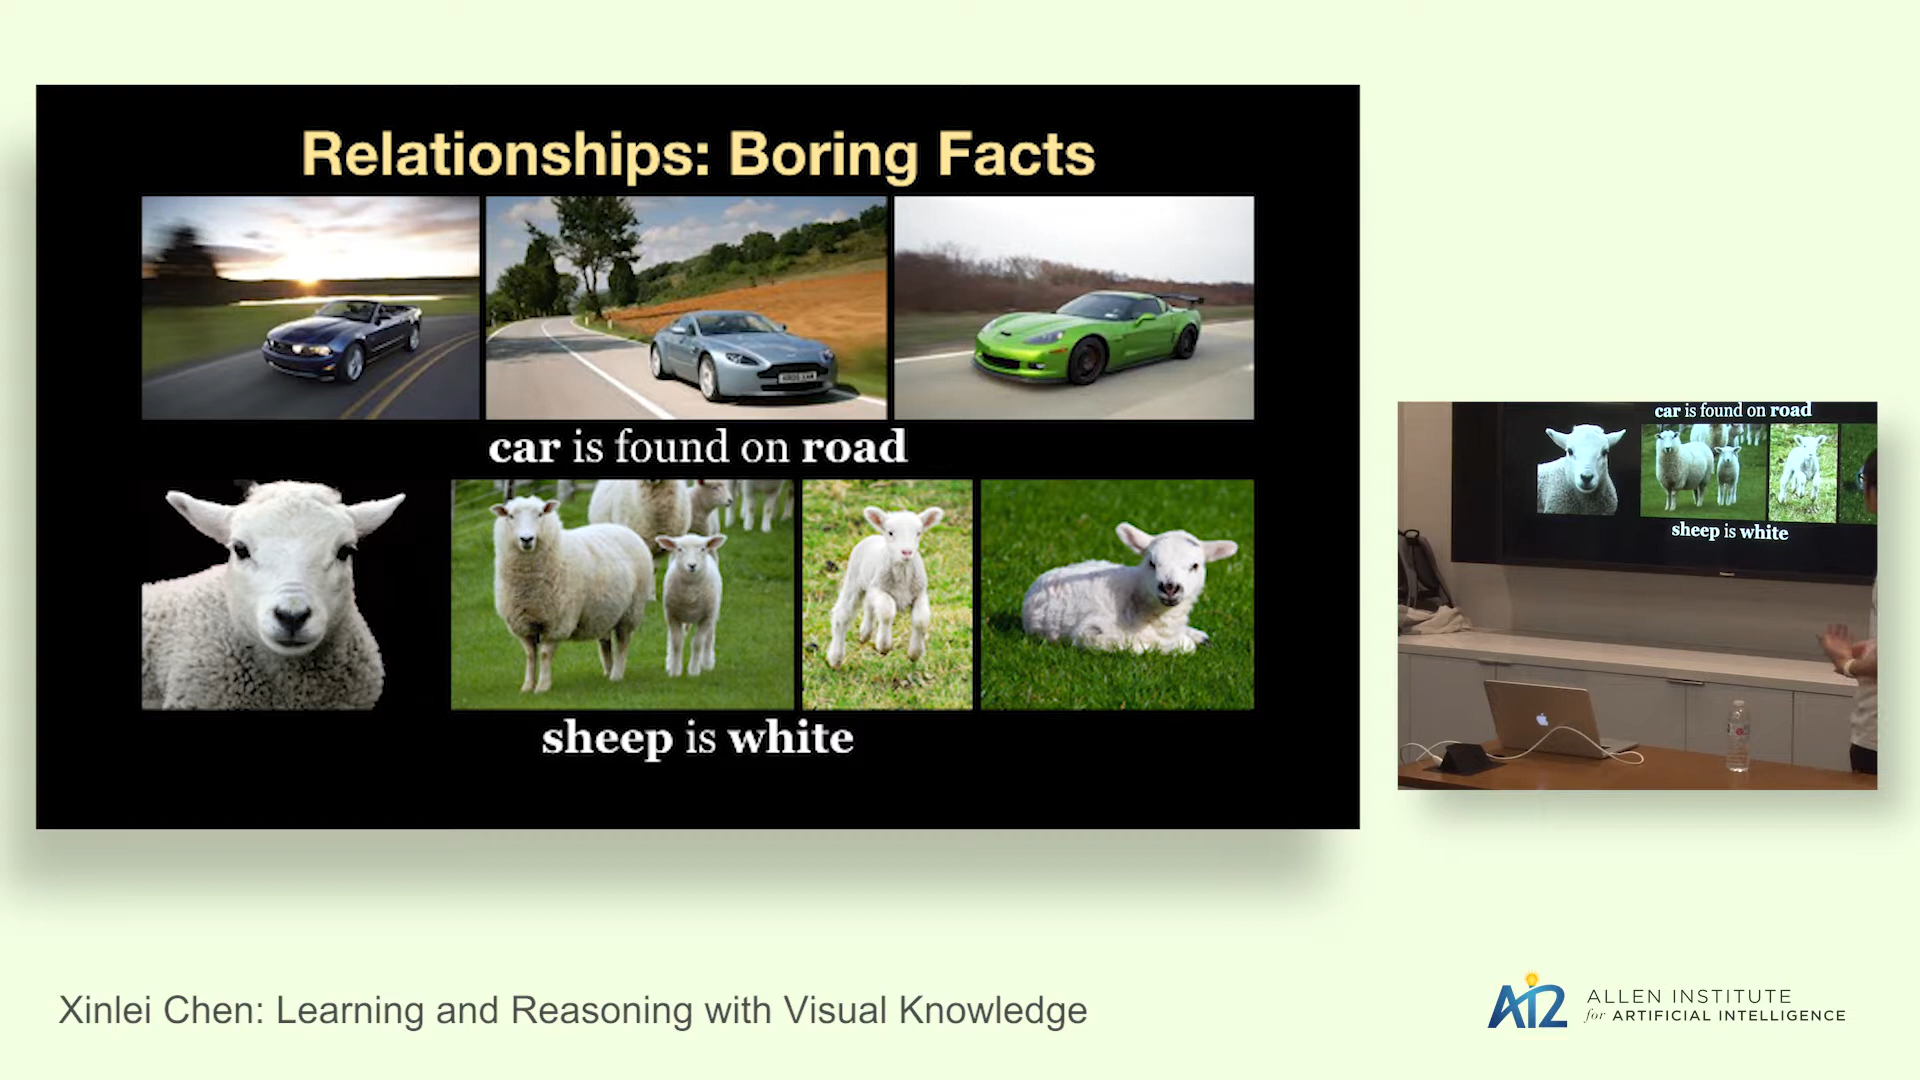 Relationships: Boring Facts
car is found on road
sheep is white
car is found on road
sheep is white
Xinlei Chen: Learning and Reasoning with Visual Knowledge
AI2 ALLEN INSTITUTE
for ARTIFICIAL INTELLIGENCE